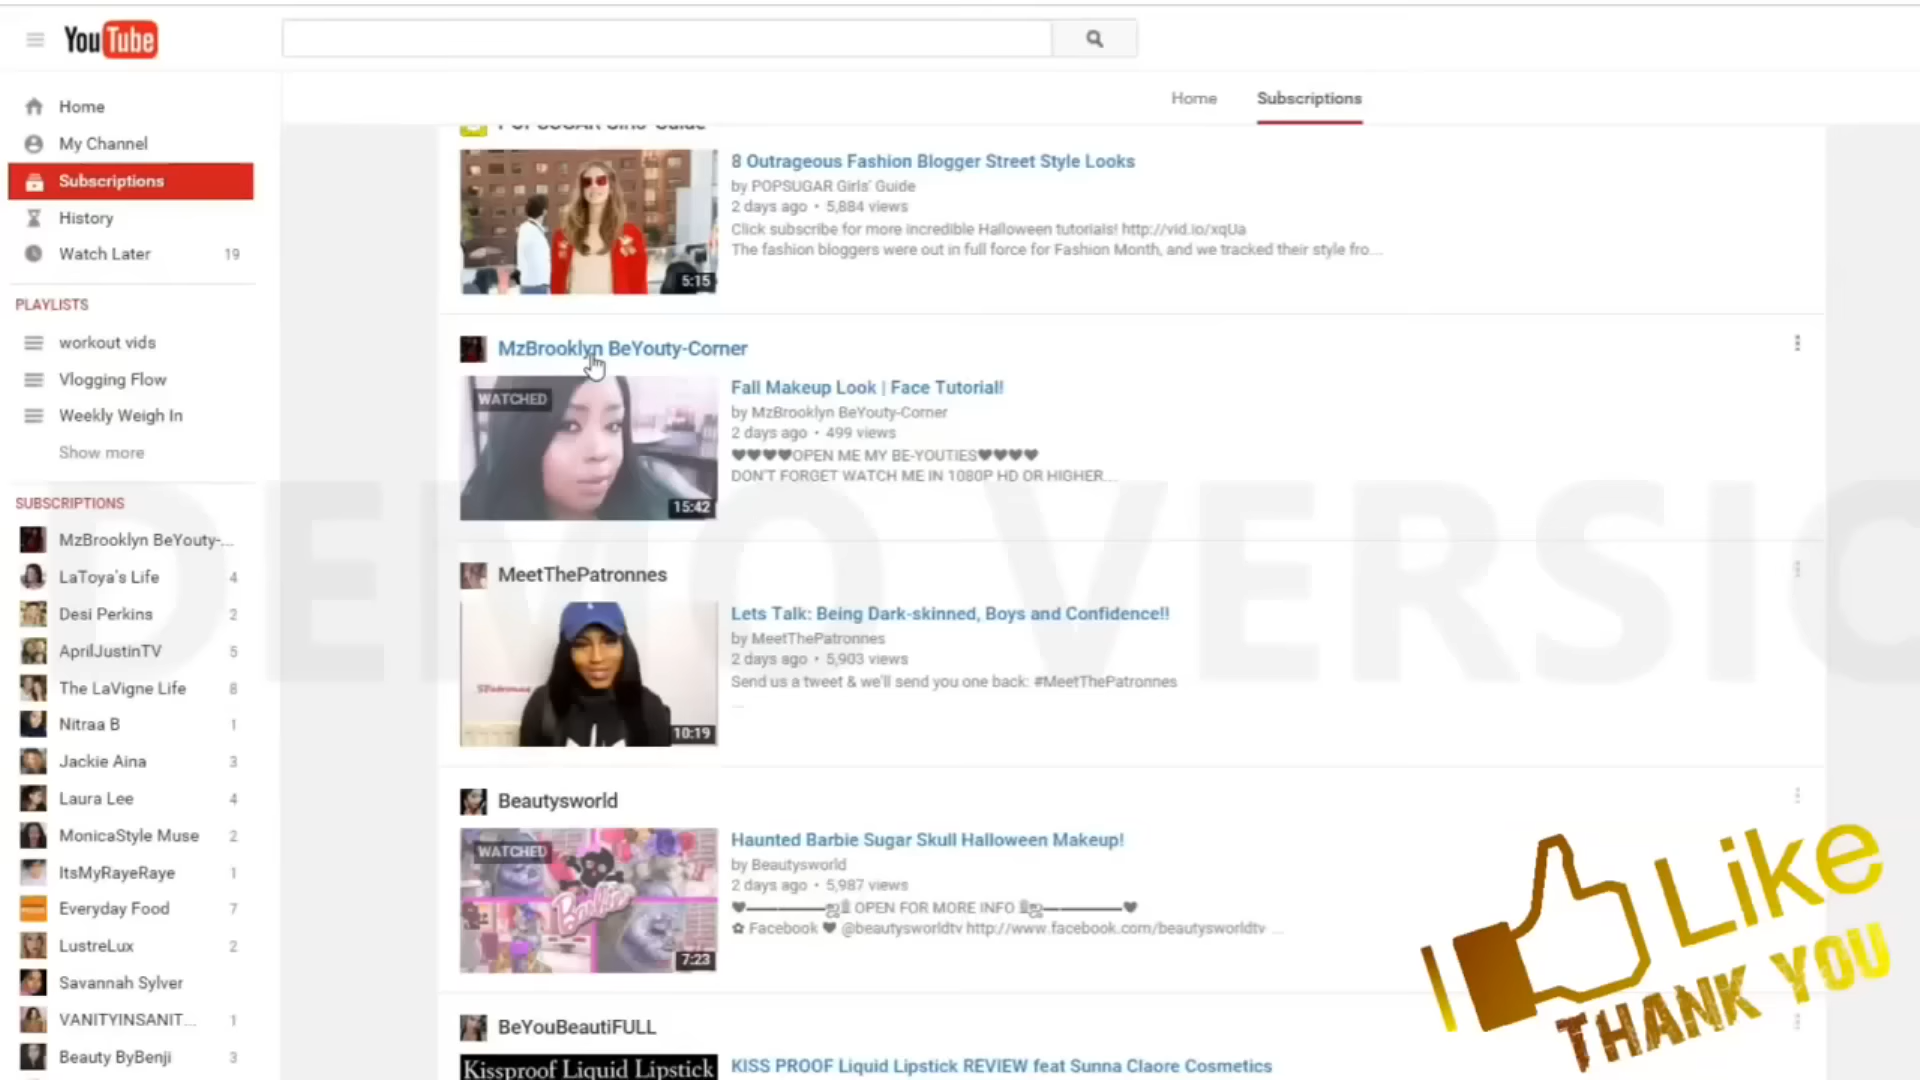 YouTube
Home
My Channel
Subscriptions
History
Watch Later 19
PLAYLISTS
workout vids
Vlogging Flow
Weekly Weigh In
Show more
SUBSCRIPTIONS
MzBrooklyn BeYouty-...
LaToya's Life 4
Desi Perkins 2
AprilJustinTV 5
The LaVigne Life 8
Nitraa B 1
Jackie Aina 3
Laura Lee 4
MonicaStyle Muse 2
ItsMyRayeRaye 1
Everyday Food 7
LustreLux 2
Savannah Sylver
VANITYINSANIT... 1
Beauty ByBenji 3
Home Subscriptions
POPSUGAR Girls' Guide
8 Outrageous Fashion Blogger Street Style Looks
by POPSUGAR Girls' Guide
2 days ago • 5,884 views
Click subscribe for more incredible Halloween tutorials! http://vid.io/xqUa
The fashion bloggers were out in full force for Fashion Month, and we tracked their style fro...
5:15
MzBrooklyn BeYouty-Corner
WATCHED
15:42
Fall Makeup Look | Face Tutorial!
by MzBrooklyn BeYouty-Corner
2 days ago • 499 views
♥♥♥♥OPEN ME MY BE-YOUTIES♥♥♥♥
DON'T FORGET WATCH ME IN 1080P HD OR HIGHER...
DEMO VERSIO
MeetThePatronnes
10:19
Lets Talk: Being Dark-skinned, Boys and Confidence!!
by MeetThePatronnes
2 days ago • 5,903 views
Send us a tweet & we'll send you one back: #MeetThePatronnes
...
Beautysworld
WATCHED
Barbie
7:23
Haunted Barbie Sugar Skull Halloween Makeup!
by Beautysworld
2 days ago • 5,987 views
OPEN FOR MORE INFO
✿ Facebook ♥ @beautysworldtv http://www.facebook.com/beautysworldtv ...
BeYouBeautiFULL
Kissproof Liquid Lipstick
KISS PROOF Liquid Lipstick REVIEW feat Sunna Claore Cosmetics
Like
THANK YOU